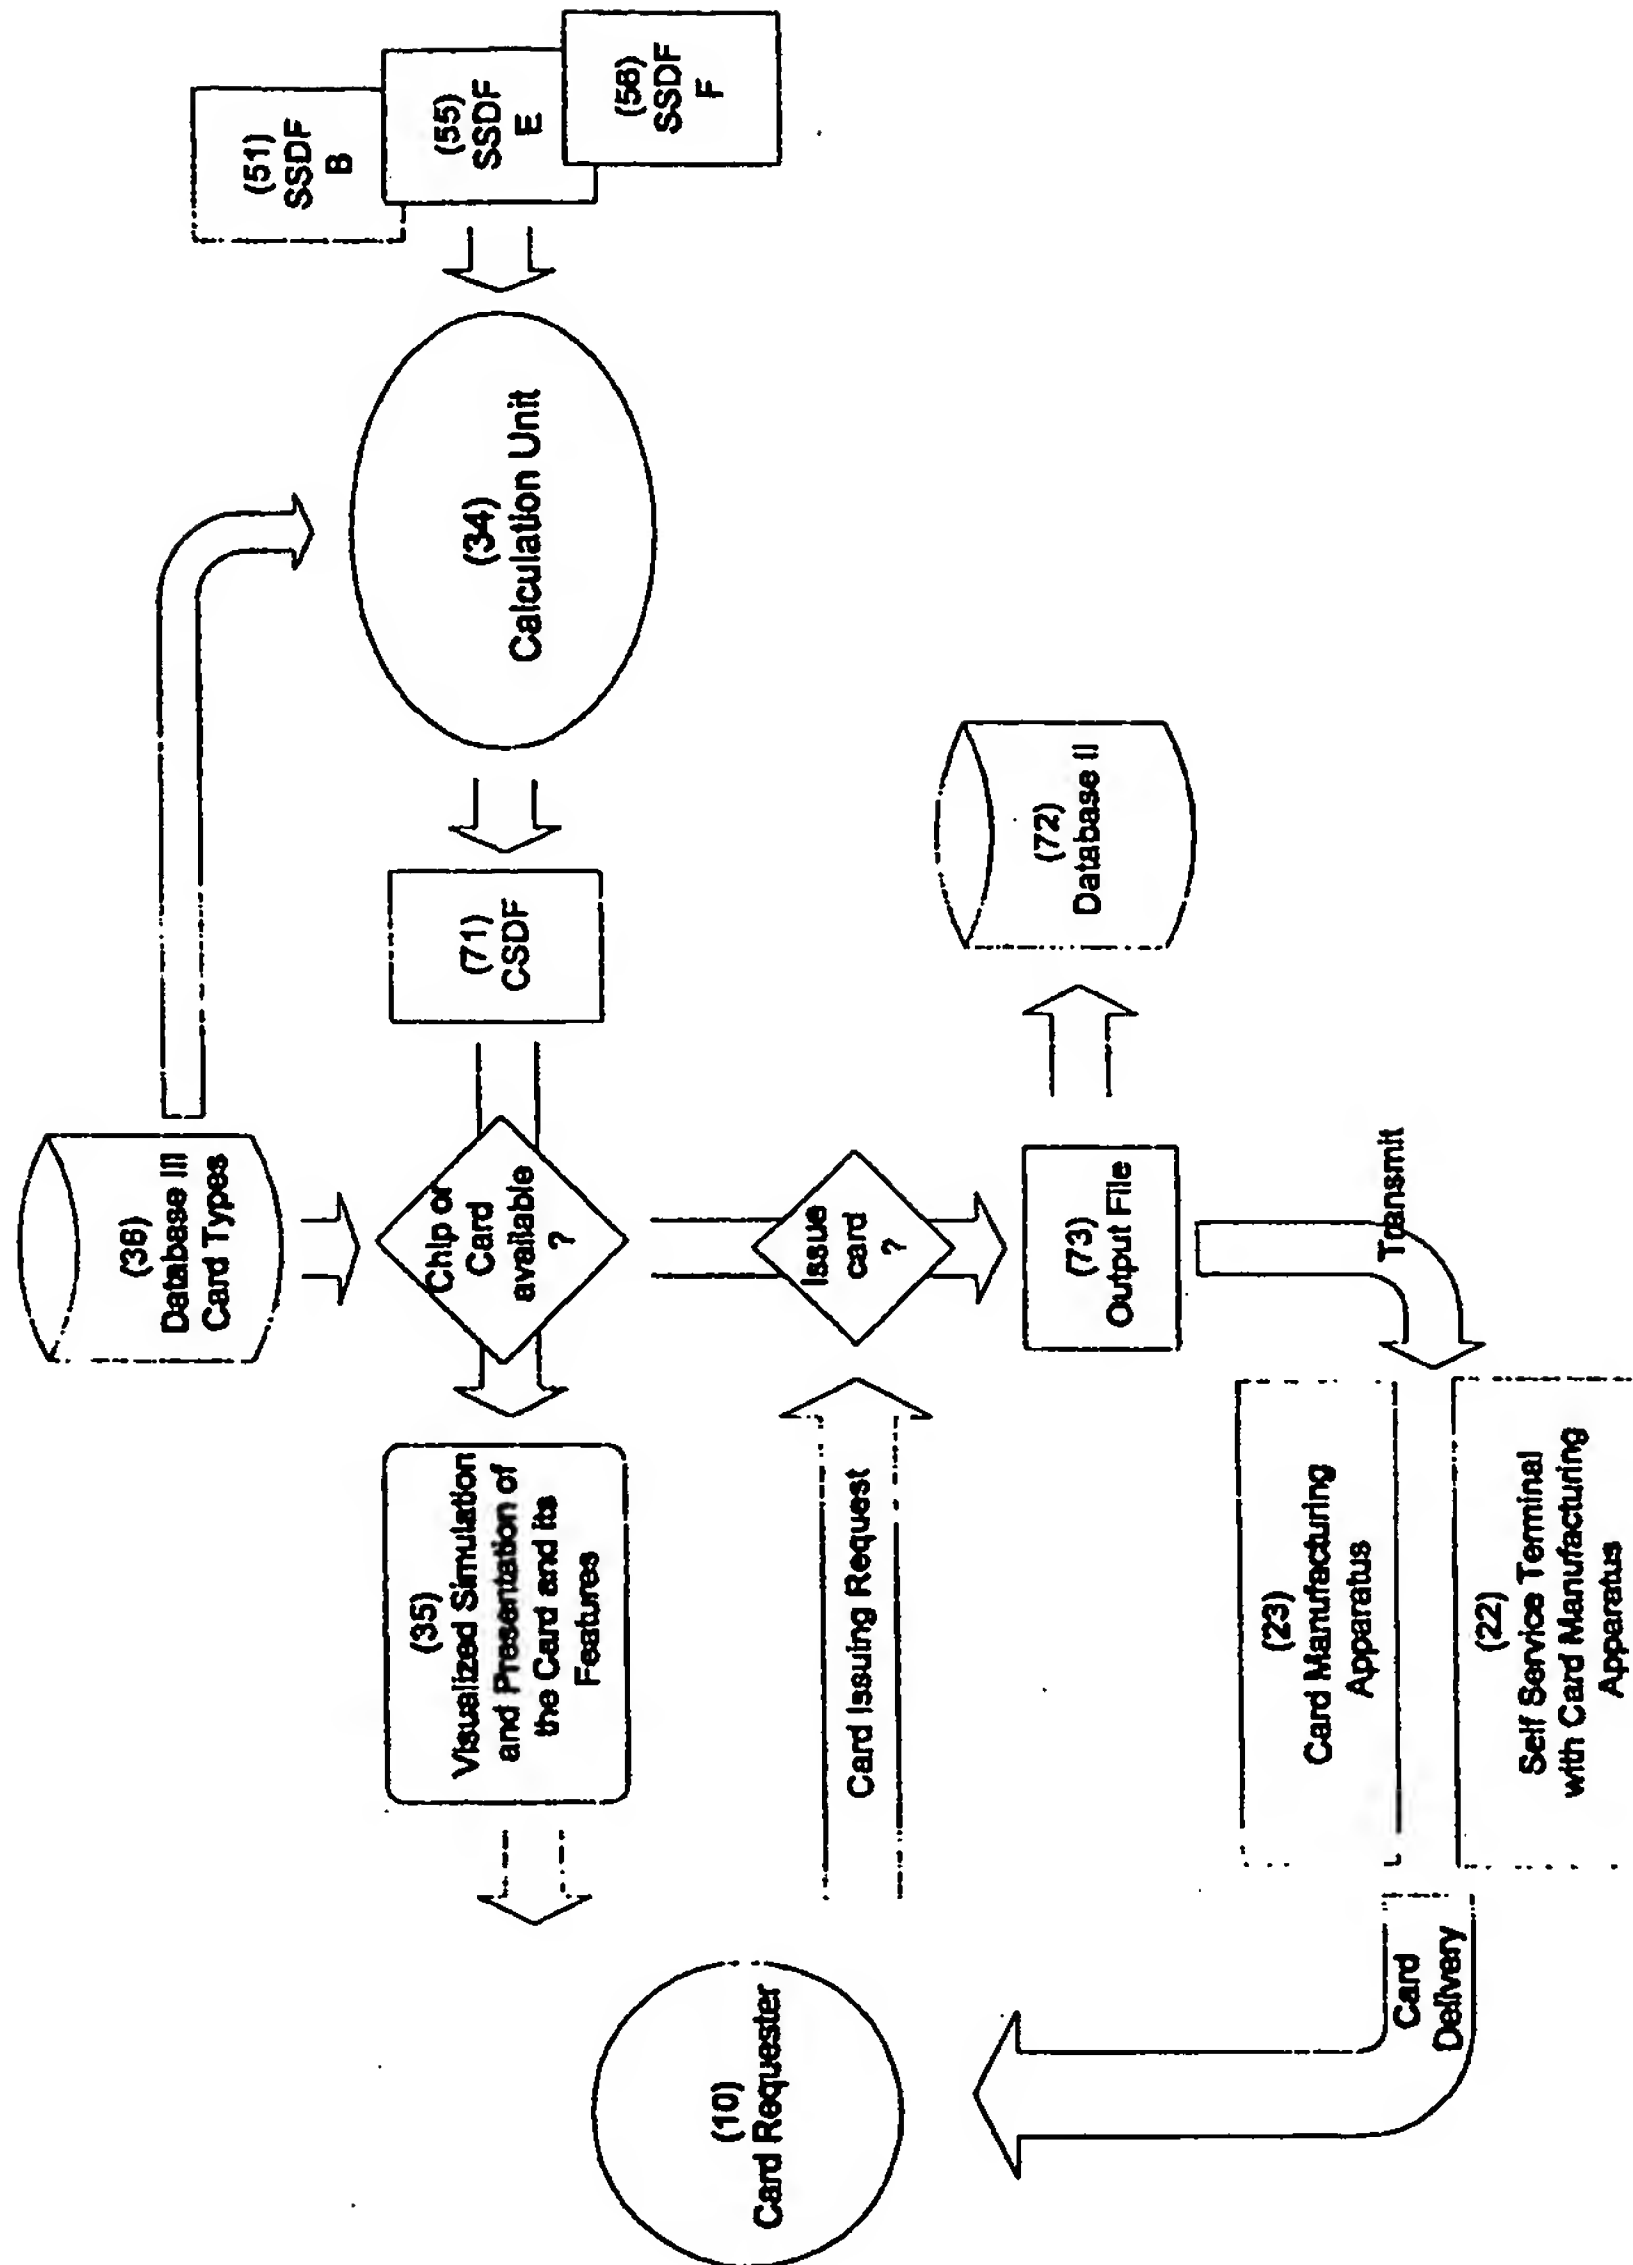 (51)
SSDF
B
(55)
SSDF
E
(56)
SSDF
F
(34)
Calculation Unit
(36)
Database III
Card Types
(71)
CSDF
Chip or
Card
available
?
(35)
Visualized Simulation
and Presentation of
the Card and its
Features
(10)
Card Requester
Card Issuing Request
Issue
card
?
(73)
Output File
(72)
Database II
Transmit
(23)
Card Manufacturing
Apparatus
(22)
Self Service Terminal
with Card Manufacturing
Apparatus
Card
Delivery